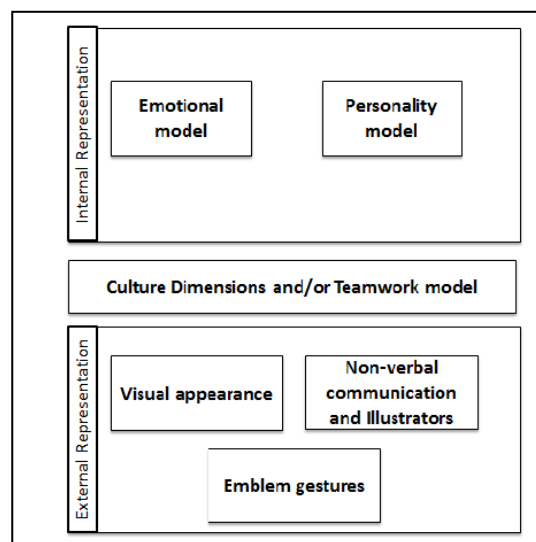 Internal Representation
Emotional
model
Personality
model
Culture Dimensions and/or Teamwork model
External Representation
Visual appearance
Non-verbal
communication
and Illustrators
Emblem gestures